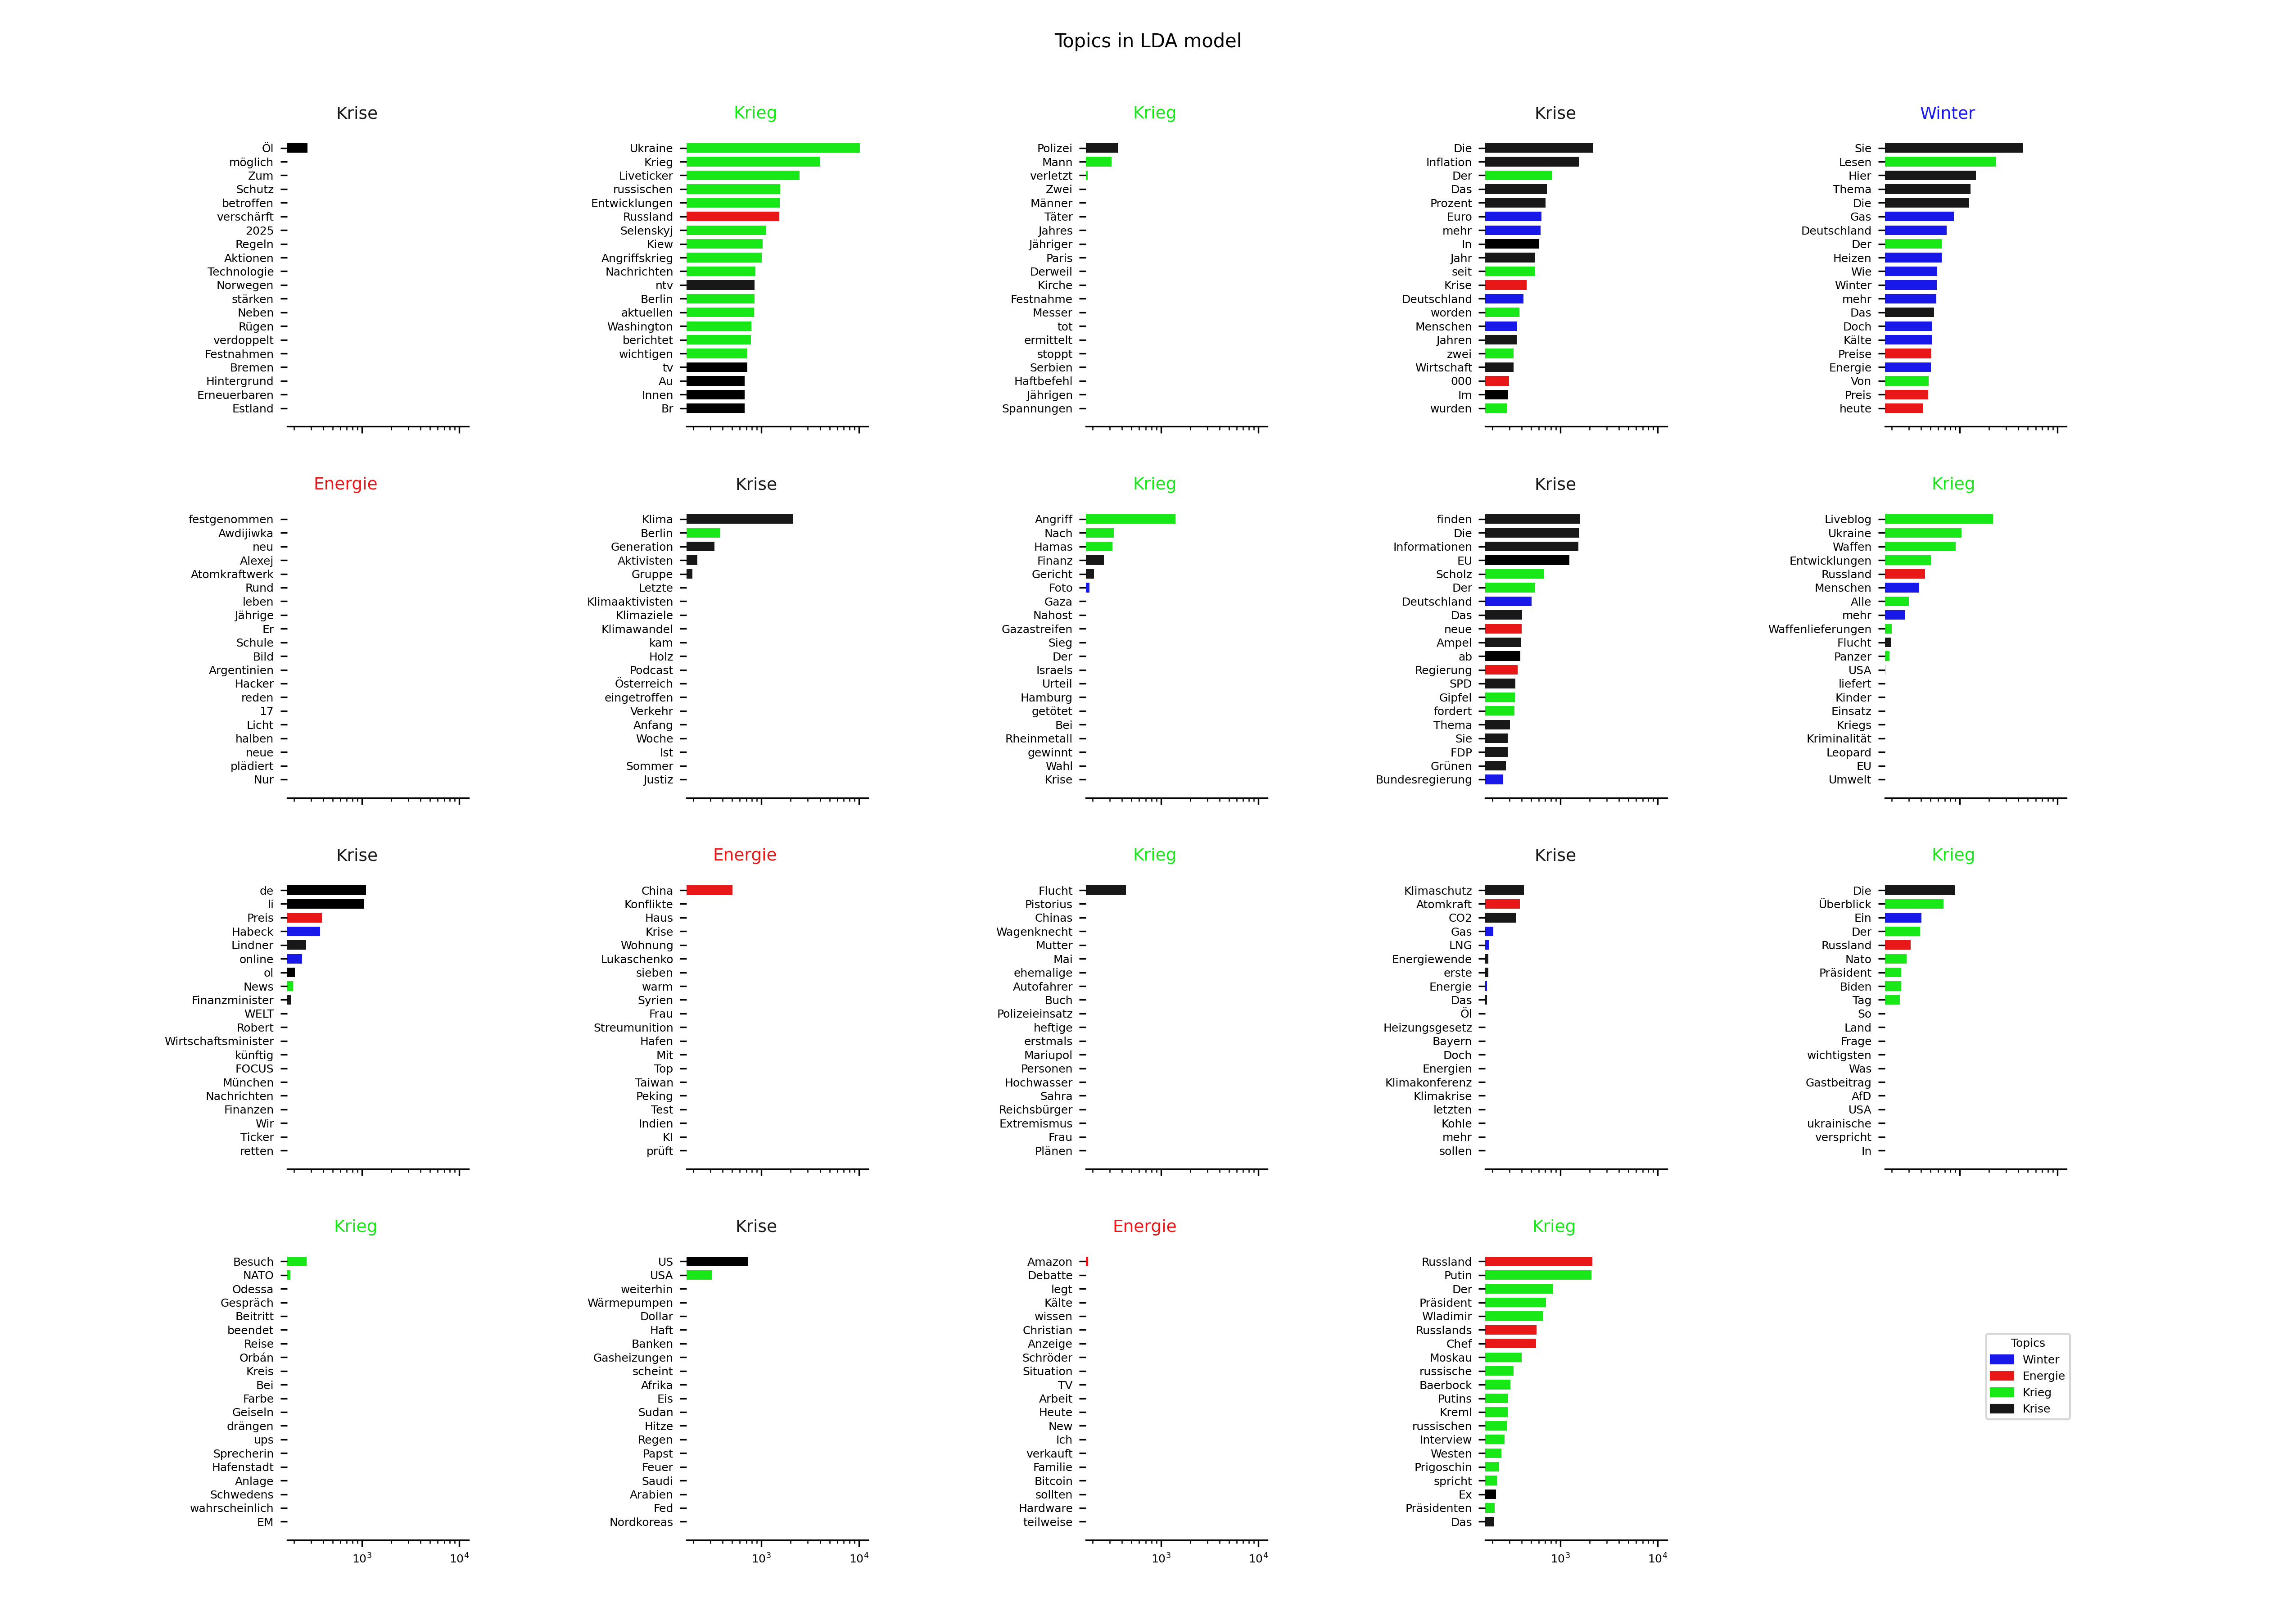 Topics in LDA model
Krise
Öl
möglich
Zum
Schutz
betroffen
verschärft
2025
Regeln
Aktionen
Technologie
Norwegen
stärken
Neben
Rügen
verdoppelt
Festnahmen
Bremen
Hintergrund
Erneuerbaren
Estland
Krieg
Ukraine
Krieg
Liveticker
russischen
Entwicklungen
Russland
Selenskyj
Kiew
Angriffskrieg
Nachrichten
ntv
Berlin
aktuellen
Washington
berichtet
wichtigen
tv
Au
Innen
Br
Krieg
Polizei
Mann
verletzt
Zwei
Männer
Täter
Jahres
Jähriger
Paris
Derweil
Kirche
Festnahme
Messer
tot
ermittelt
stoppt
Serbien
Haftbefehl
Jährigen
Spannungen
Krise
Die
Inflation
Der
Das
Prozent
Euro
mehr
In
Jahr
seit
Krise
Deutschland
worden
Menschen
Jahren
zwei
Wirtschaft
000
Im
wurden
Winter
Sie
Lesen
Hier
Thema
Die
Gas
Deutschland
Der
Heizen
Wie
Winter
mehr
Das
Doch
Kälte
Preise
Energie
Von
Preis
heute
Energie
festgenommen
Awdijiwka
neu
Alexej
Atomkraftwerk
Rund
leben
Jährige
Er
Schule
Bild
Argentinien
Hacker
reden
17
Licht
halben
neue
plädiert
Nur
Krise
Klima
Berlin
Generation
Aktivisten
Gruppe
Letzte
Klimaaktivisten
Klimaziele
Klimawandel
kam
Holz
Podcast
Österreich
eingetroffen
Verkehr
Anfang
Woche
Ist
Sommer
Justiz
Krieg
Angriff
Nach
Hamas
Finanz
Gericht
Foto
Gaza
Nahost
Gazastreifen
Sieg
Der
Israels
Urteil
Hamburg
getötet
Bei
Rheinmetall
gewinnt
Wahl
Krise
Krise
finden
Die
Informationen
EU
Scholz
Der
Deutschland
Das
neue
Ampel
ab
Regierung
SPD
Gipfel
fordert
Thema
Sie
FDP
Grünen
Bundesregierung
Krieg
Liveblog
Ukraine
Waffen
Entwicklungen
Russland
Menschen
Alle
mehr
Waffenlieferungen
Flucht
Panzer
USA
liefert
Kinder
Einsatz
Kriegs
Kriminalität
Leopard
EU
Umwelt
Krise
de
li
Preis
Habeck
Lindner
online
ol
News
Finanzminister
WELT
Robert
Wirtschaftsminister
künftig
FOCUS
München
Nachrichten
Finanzen
Wir
Ticker
retten
Energie
China
Konflikte
Haus
Krise
Wohnung
Lukaschenko
sieben
warm
Syrien
Frau
Streumunition
Hafen
Mit
Top
Taiwan
Peking
Test
Indien
KI
prüft
Krieg
Flucht
Pistorius
Chinas
Wagenknecht
Mutter
Mai
ehemalige
Autofahrer
Buch
Polizeieinsatz
heftige
erstmals
Mariupol
Personen
Hochwasser
Sahra
Reichsbürger
Extremismus
Frau
Plänen
Krise
Klimaschutz
Atomkraft
CO2
Gas
LNG
Energiewende
erste
Energie
Das
Öl
Heizungsgesetz
Bayern
Doch
Energien
Klimakonferenz
Klimakrise
letzten
Kohle
mehr
sollen
Krieg
Die
Überblick
Ein
Der
Russland
Nato
Präsident
Biden
Tag
So
Land
Frage
wichtigsten
Was
Gastbeitrag
AfD
USA
ukrainische
verspricht
In
Krieg
Besuch
NATO
Odessa
Gespräch
Beitritt
beendet
Reise
Orbán
Kreis
Bei
Farbe
Geiseln
drängen
ups
Sprecherin
Hafenstadt
Anlage
Schwedens
wahrscheinlich
EM
10³ 10⁴
Krise
US
USA
weiterhin
Wärmepumpen
Dollar
Haft
Banken
Gasheizungen
scheint
Afrika
Eis
Sudan
Hitze
Regen
Papst
Feuer
Saudi
Arabien
Fed
Nordkoreas
10³ 10⁴
Energie
Amazon
Debatte
legt
Kälte
wissen
Christian
Anzeige
Schröder
Situation
TV
Arbeit
Heute
New
Ich
verkauft
Familie
Bitcoin
sollten
Hardware
teilweise
10³ 10⁴
Krieg
Russland
Putin
Der
Präsident
Wladimir
Russlands
Chef
Moskau
russische
Baerbock
Putins
Kreml
russischen
Interview
Westen
Prigoschin
spricht
Ex
Präsidenten
Das
10³ 10⁴
Topics
Winter
Energie
Krieg
Krise